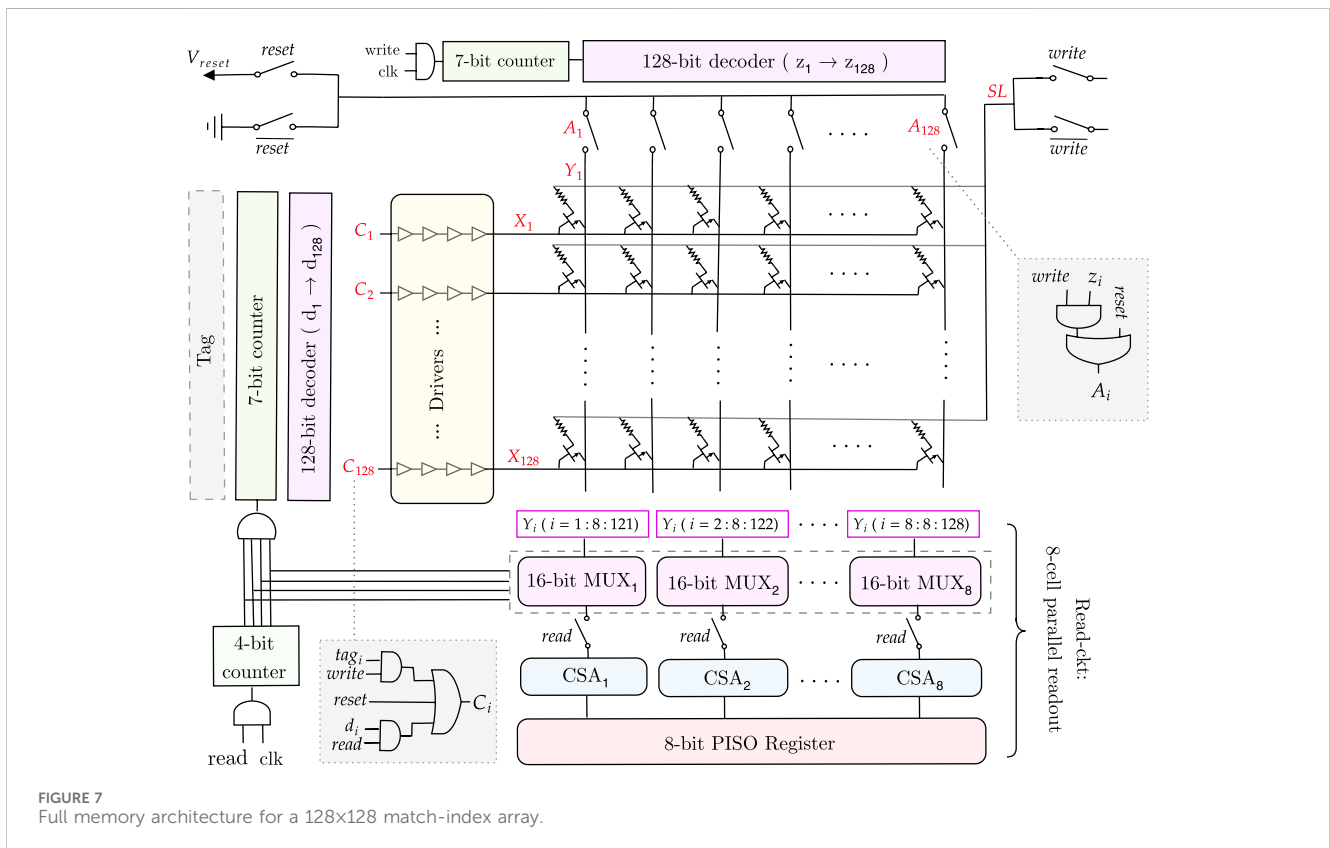 V_reset
reset
reset
write
clk
7-bit counter
128-bit decoder ( z₁ → z₁₂₈ )
write
SL
write
A₁
A₁₂₈
Y₁
. . . .
Tag
7-bit counter
128-bit decoder ( d₁ → d₁₂₈ )
C₁
X₁
. . . .
C₂
. . . .
... Drivers ...
. . . .
write
zᵢ
reset
Aᵢ
C₁₂₈
X₁₂₈
. . . .
Yᵢ ( i = 1 : 8 : 121)
Yᵢ ( i = 2 : 8 : 122)
. . . .
Yᵢ ( i = 8 : 8 : 128)
16-bit MUX₁
16-bit MUX₂
. . . .
16-bit MUX₈
read
read
read
CSA₁
CSA₂
. . . .
CSA₈
8-bit PISO Register
Read-ckt:
8-cell parallel readout
4-bit
counter
read clk
tagᵢ
write
reset
dᵢ
read
Cᵢ
FIGURE 7
Full memory architecture for a 128×128 match-index array.